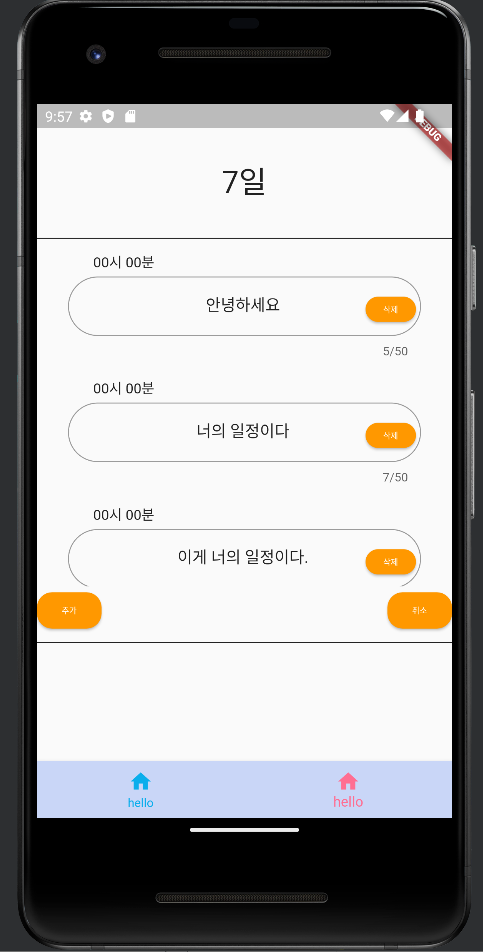 9:57
DEBUG
7일
00시 00분
안녕하세요
삭제
5/50
00시 00분
너의 일정이다
삭제
7/50
00시 00분
이게 너의 일정이다.
삭제
추가
취소
hello
hello